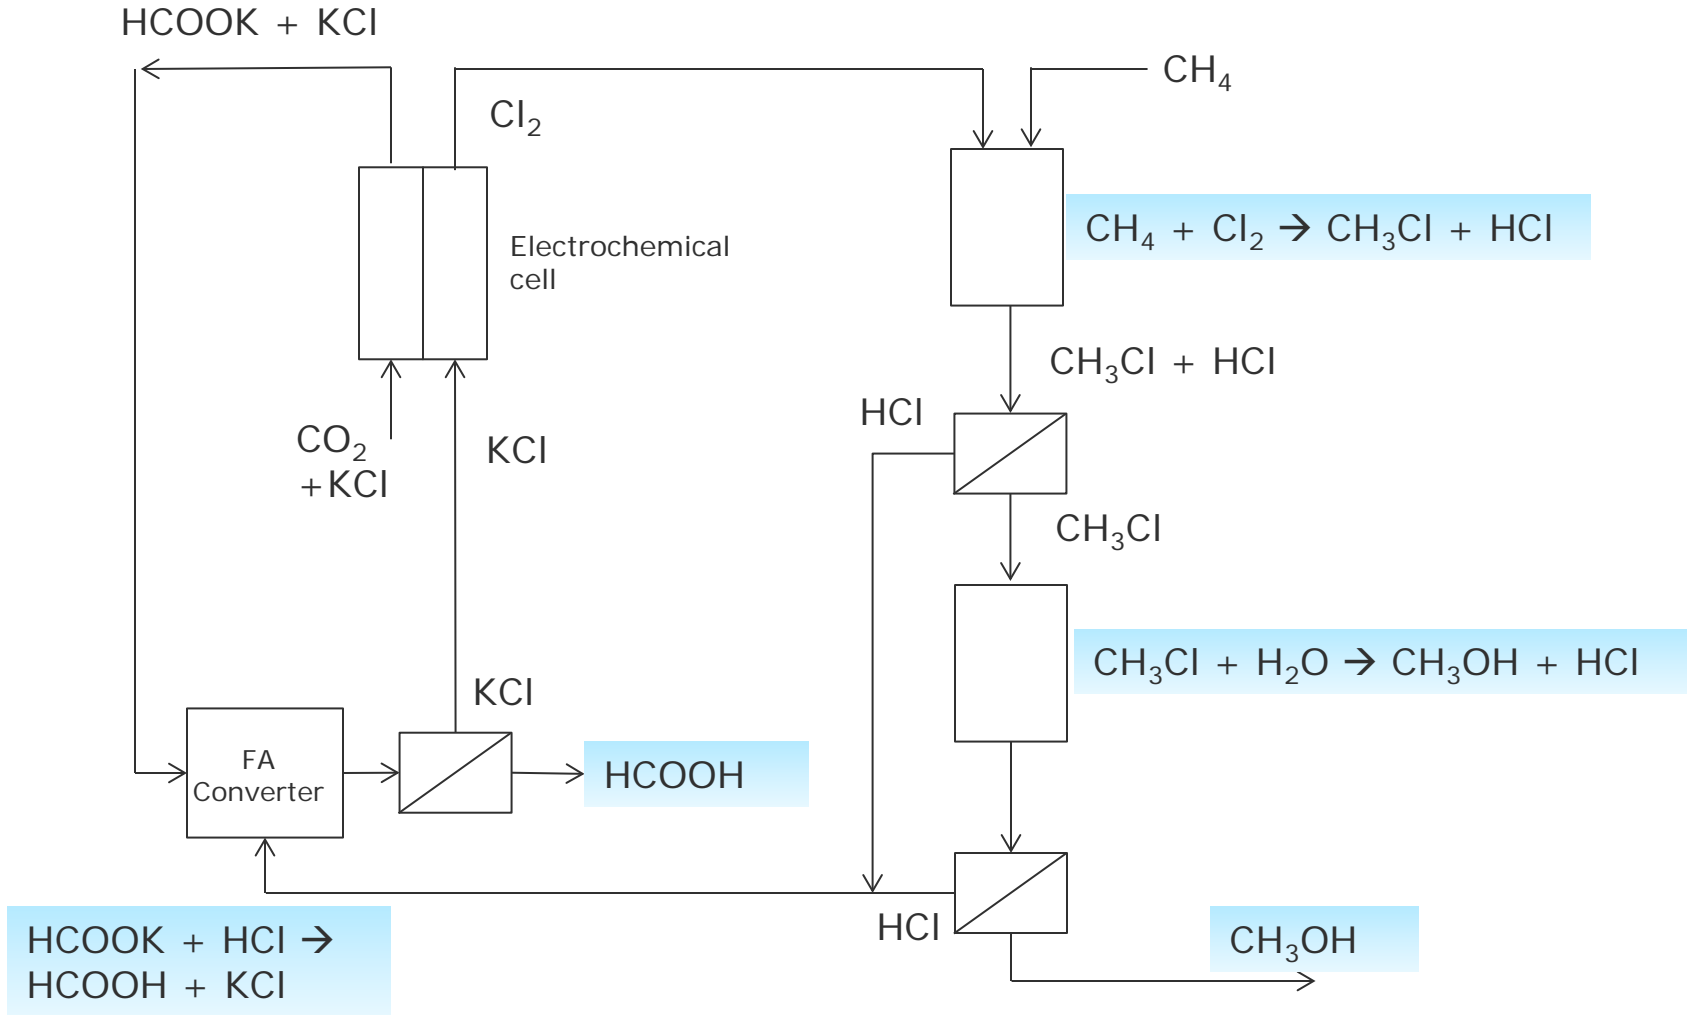 HCOOK + KCl
CH₄
Cl₂
CH₄ + Cl₂ → CH₃Cl + HCl
Electrochemical
cell
CH₃Cl + HCl
HCl
CO₂
+KCl
KCl
CH₃Cl
CH₃Cl + H₂O → CH₃OH + HCl
KCl
FA
Converter
HCOOH
HCl
CH₃OH
HCOOK + HCl →
HCOOH + KCl